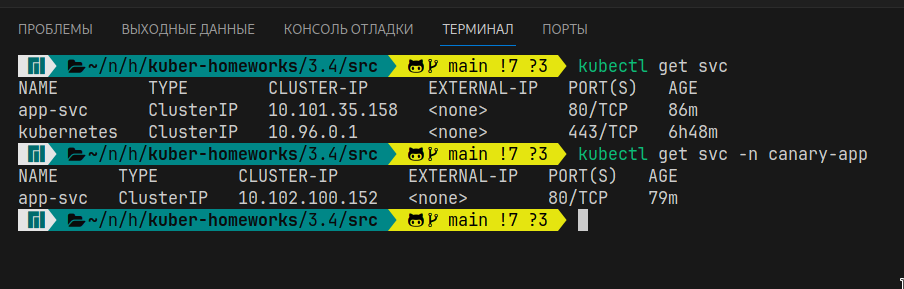 ПРОБЛЕМЫ ВЫХОДНЫЕ ДАННЫЕ КОНСОЛЬ ОТЛАДКИ ТЕРМИНАЛ ПОРТЫ
~/n/h/kuber-homeworks/3.4/src main !7 ?3 kubectl get svc
NAME TYPE CLUSTER-IP EXTERNAL-IP PORT(S) AGE
app-svc ClusterIP 10.101.35.158 <none> 80/TCP 86m
kubernetes ClusterIP 10.96.0.1 <none> 443/TCP 6h48m
~/n/h/kuber-homeworks/3.4/src main !7 ?3 kubectl get svc -n canary-app
NAME TYPE CLUSTER-IP EXTERNAL-IP PORT(S) AGE
app-svc ClusterIP 10.102.100.152 <none> 80/TCP 79m
~/n/h/kuber-homeworks/3.4/src main !7 ?3